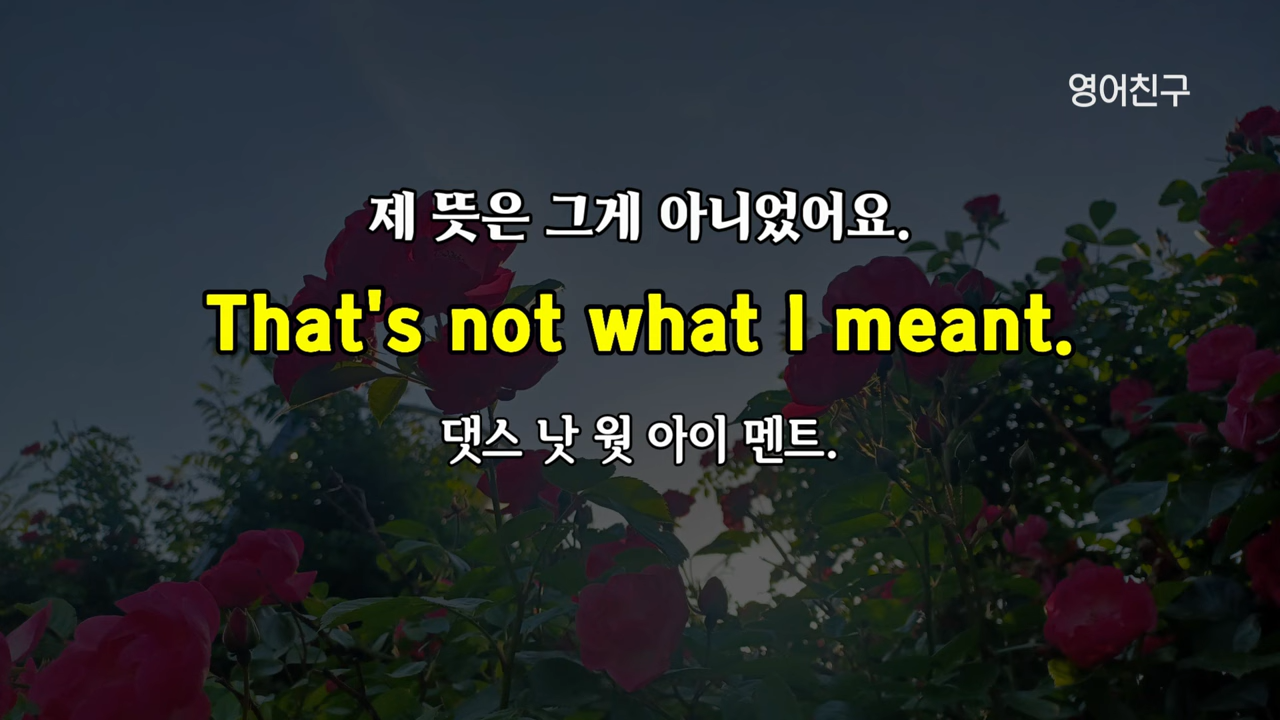 영어친구
제 뜻은 그게 아니었어요.
That's not what I meant.
댓스 낫 웟 아이 멘트.